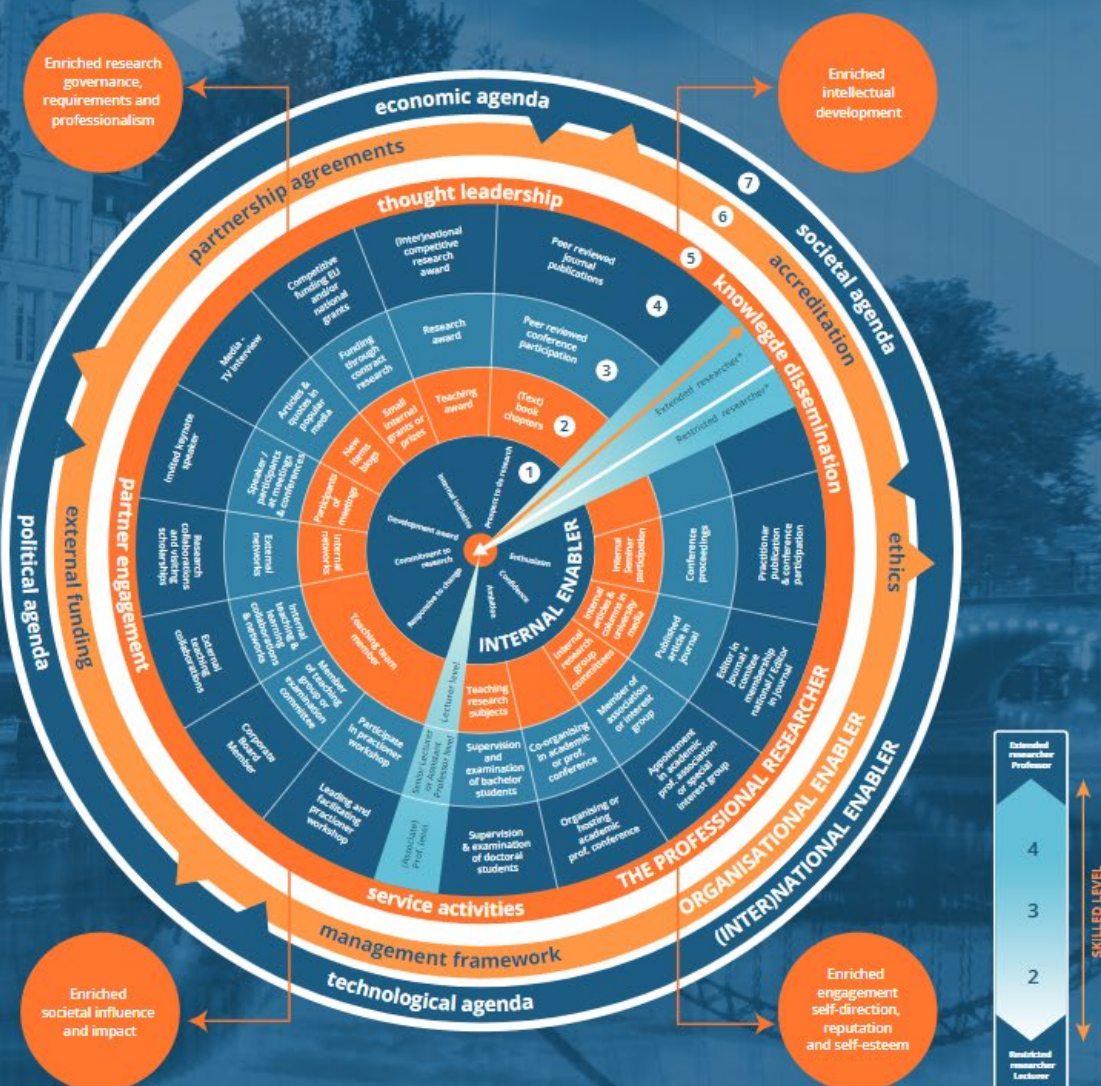 Enriched research
governance,
requirements and
professionalism
Enriched
intellectual
development
economic agenda
societal agenda
(INTER)NATIONAL ENABLER
technological agenda
political agenda
7
partnership agreements
accreditation
ethics
ORGANISATIONAL ENABLER
management framework
external funding
6
thought leadership
knowlegde dissemination
THE PROFESSIONAL RESEARCHER
service activities
partner engagement
5
(Inter)national
competitive
research
award
Peer reviewed
journal
publications
4
Extended researcher*
Restricted researcher*
Practitioner
publication
& conference
participation
Editor in
journal +
comitee
membership
national / Editor
in journal
Appointment
in academic
prof. association
or special
interest group
Organising or
hosting
academic
prof. conference
Supervision
& examination
of doctoral
students
(Associate)
Prof. level
Leading and
facilitating
practioner
workshop
Corporate
Board
Member
External
teaching
collaborations
Research
collaborations
and visiting
scholarships
Invited keynote
speaker
Media -
TV interview
Competitive
funding EU
and/or
national
grants
Research
award
Peer reviewed
conference
participation
3
Conference
proceedings
Published
article in
journal
Member of
association
or interest
group
Co-organising
in academic
or prof.
conference
Supervision
and
examination
of bachelor
students
Senior Lecturer
or Assistant
Professor level
Participate
in practioner
workshop
Member
of teaching
group or
examination
committee
Internal
teaching &
learning
collaborations
& networks
External
networks
Speaker /
participants
at meetings
& conferences
Articles &
quotes in
popular
media
Funding
through
contract
research
Teaching
award
(Text)
book
chapters
2
Internal
Seminar
participation
Internal
articles &
columns in
university
media
Internal
research
group
committees
Teaching
research
subjects
Lecturer level
Teaching team
member
Internal
networks
Participants
of
meetings
New
items
blogs
Small
internal
grants or
prizes
1
Prospect to do research
Internal initiative
Development award
Commitment to
research
Responsive to change
Enthusiasm
Confidence
Ambition
INTERNAL ENABLER
Enriched
societal influence
and impact
Enriched
engagement
self-direction,
reputation
and self-esteem
Extended
researcher
Professor
4
3
2
Restricted
researcher
Lecturer
SKILLED LEVEL